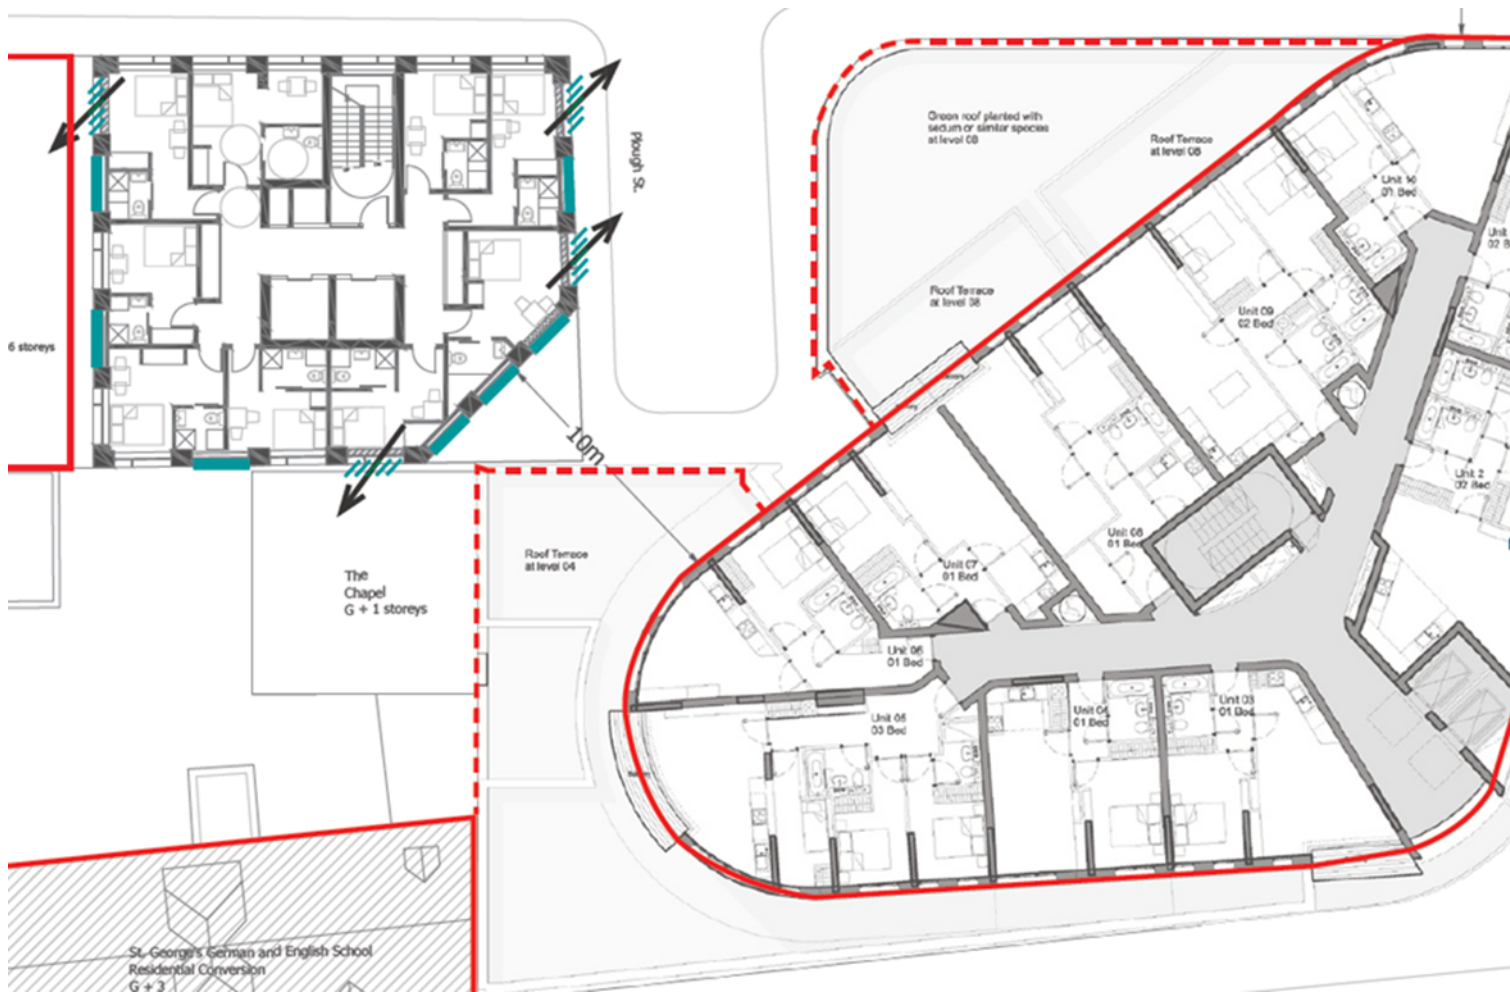 Plough St.
Green roof planted with
sedum or similar species
at level 08
Roof Terrace
at level 08
Roof Terrace
at level 08
Unit 10
01 Bed
Unit
02 B
Unit 09
02 Bed
6 storeys
10m
Unit 2
02 Bed
Unit 08
01 Bed
Roof Terrace
at level 04
Unit 07
01 Bed
The
Chapel
G + 1 storeys
Unit 06
01 Bed
Unit 05
03 Bed
Unit 04
01 Bed
Unit 03
01 Bed
St. George's German and English School
Residential Conversion
G + 3